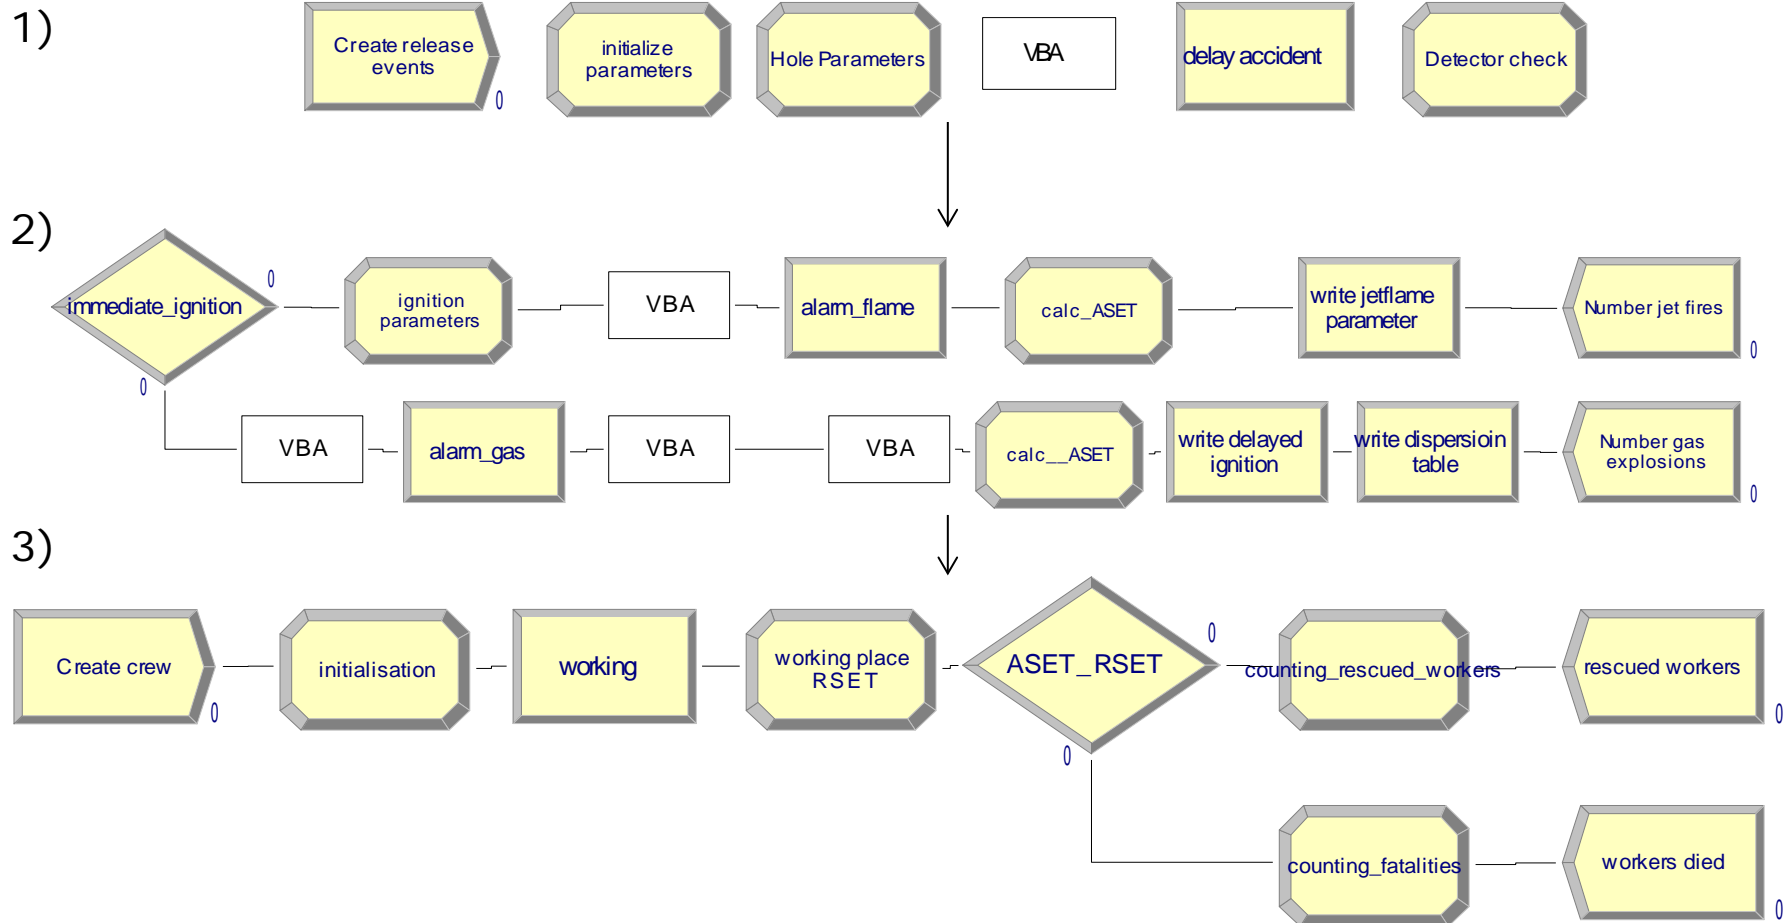 1)
Create release
events
0
initialize
parameters
Hole Parameters
VBA
delay accident
Detector check
2)
immediate_ignition
0
0
ignition
parameters
VBA
alarm_flame
calc_ASET
write jetflame
parameter
Number jet fires
0
VBA
alarm_gas
VBA
VBA
calc__ASET
write delayed
ignition
write dispersioin
table
Number gas
explosions
0
3)
Create crew
0
initialisation
working
working place
RSET
ASET_RSET
0
0
counting_rescued_workers
rescued workers
0
counting_fatalities
workers died
0